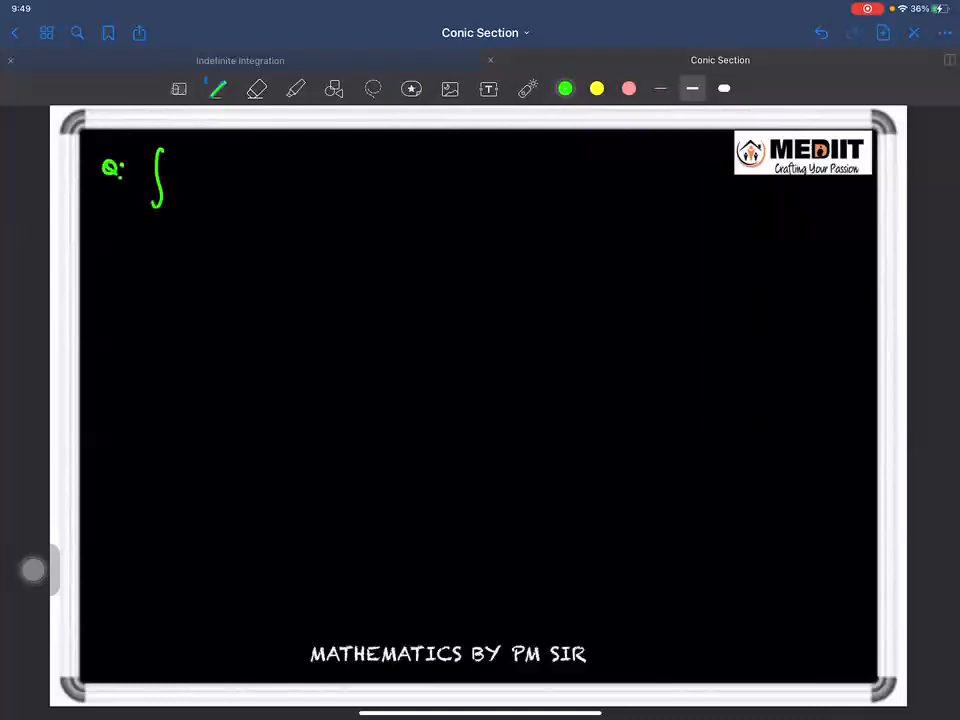 9:49
36%
Conic Section
Indefinite Integration
Conic Section
T
Q: ∫
MEDIIT
Crafting Your Passion
MATHEMATICS BY PM SIR